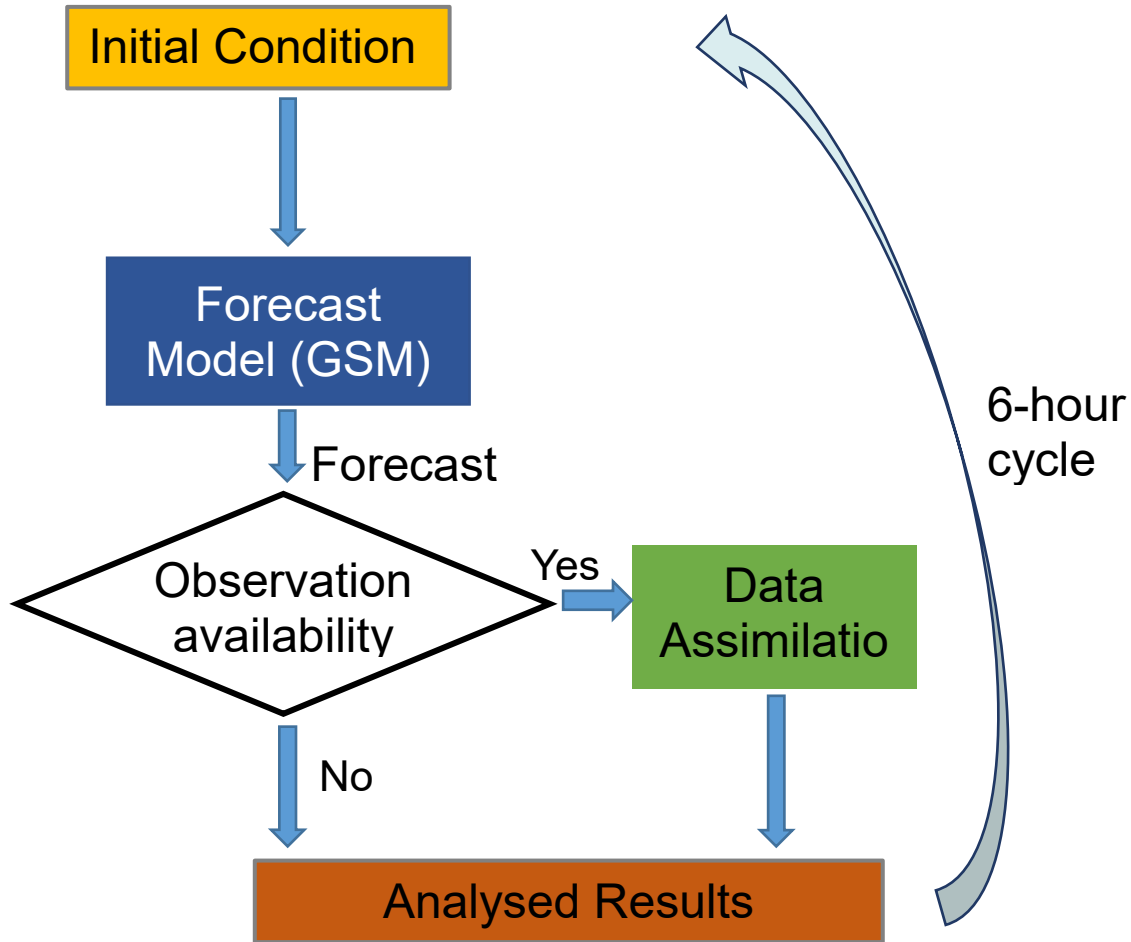 Initial Condition
Forecast
Model (GSM)
Forecast
Observation
availability
Yes
Data
Assimilatio
6-hour
cycle
No
Analysed Results